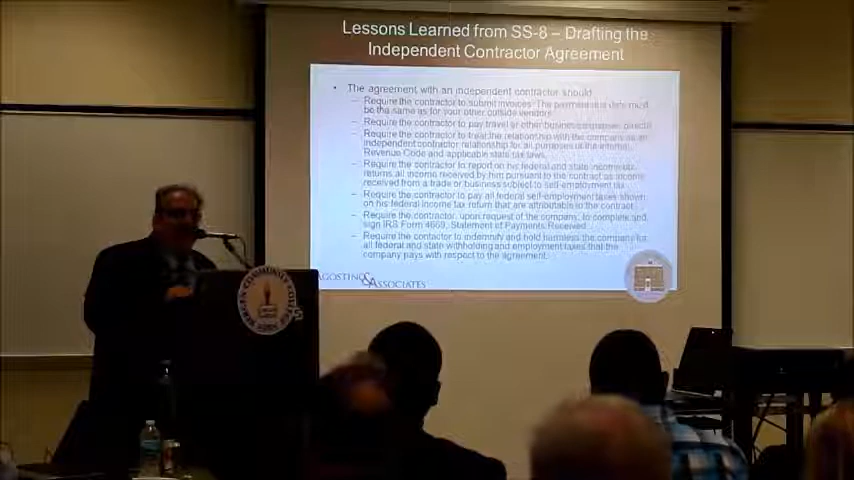 Lessons Learned from SS-8 – Drafting the
Independent Contractor Agreement
• The agreement with an independent contractor should:
– Require the contractor to submit invoices. The permissible date must
be the same as for your other outside vendors.
– Require the contractor to pay travel or other business expenses directly
– Require the contractor to treat the relationship with the company as an
independent contractor relationship for all purposes of the Internal
Revenue Code and applicable state tax laws.
– Require the contractor to report on his federal and state income tax
returns all income received by him pursuant to the contract as income
received from a trade or business subject to self-employment tax.
– Require the contractor to pay all federal self-employment taxes shown
on his federal income tax return that are attributable to the contract.
– Require the contractor, upon request of the company, to complete and
sign IRS Form 4669, Statement of Payments Received.
– Require the contactor to indemnify and hold harmless the company for
all federal and state withholding and employment taxes that the
company pays with respect to the agreement.
AGOSTINO
& ASSOCIATES
BERGEN COMMUNITY COLLEGE